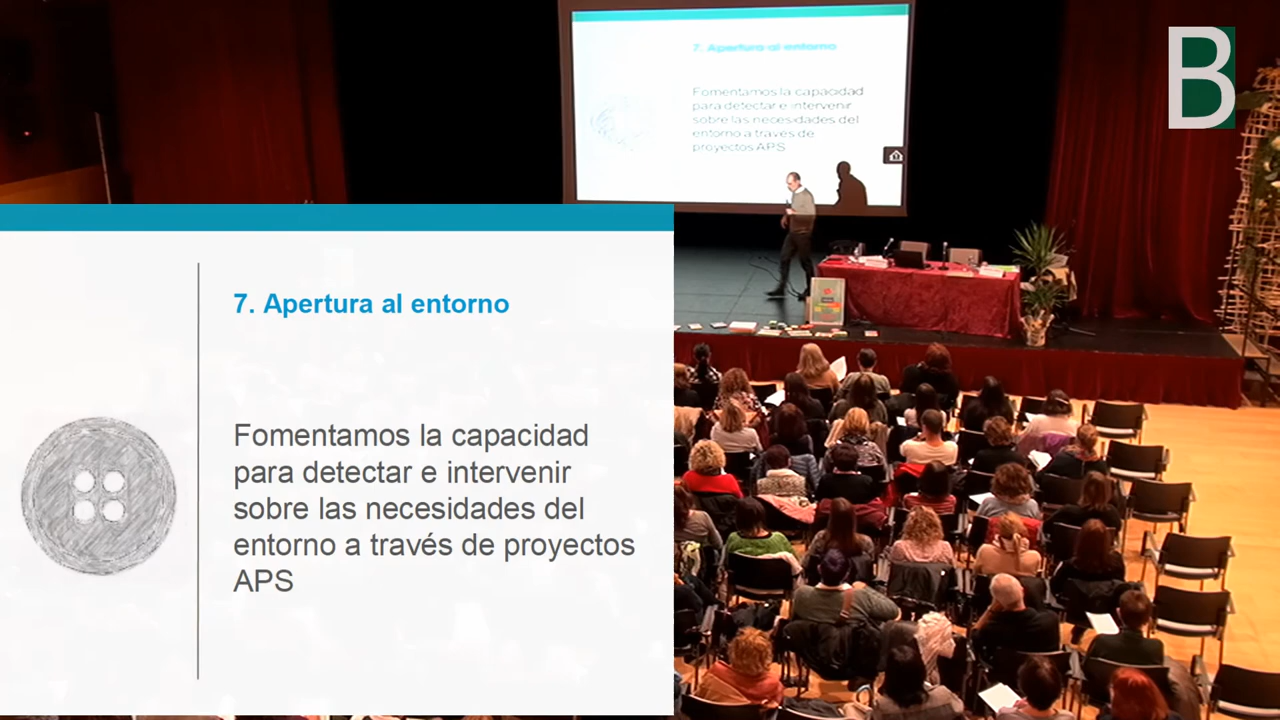 B
7. Apertura al entorno
Fomentamos la capacidad
para detectar e intervenir
sobre las necesidades del
entorno a través de
proyectos APS
7. Apertura al entorno
Fomentamos la capacidad
para detectar e intervenir
sobre las necesidades del
entorno a través de proyectos
APS